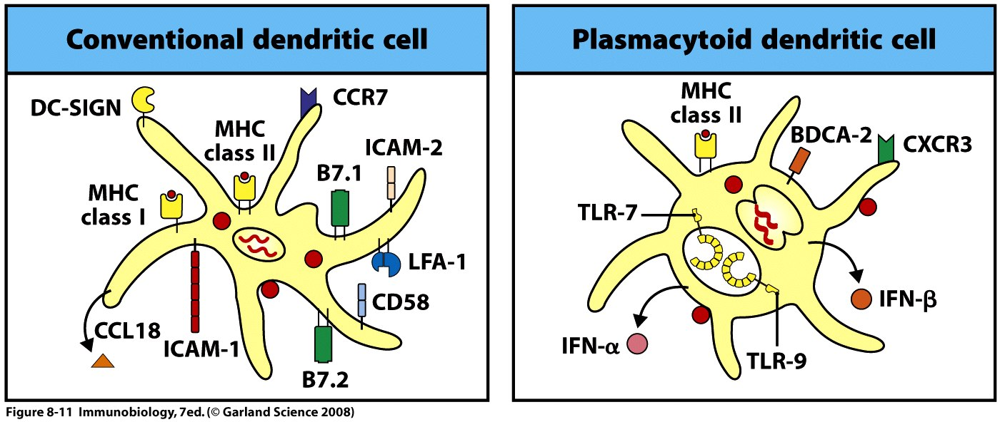 Conventional dendritic cell
DC-SIGN
CCR7
MHC
class II
ICAM-2
B7.1
MHC
class I
LFA-1
CD58
CCL18
ICAM-1
B7.2
Plasmacytoid dendritic cell
MHC
class II
BDCA-2
CXCR3
TLR-7
IFN-β
IFN-α
TLR-9
Figure 8-11 Immunobiology, 7ed. (© Garland Science 2008)